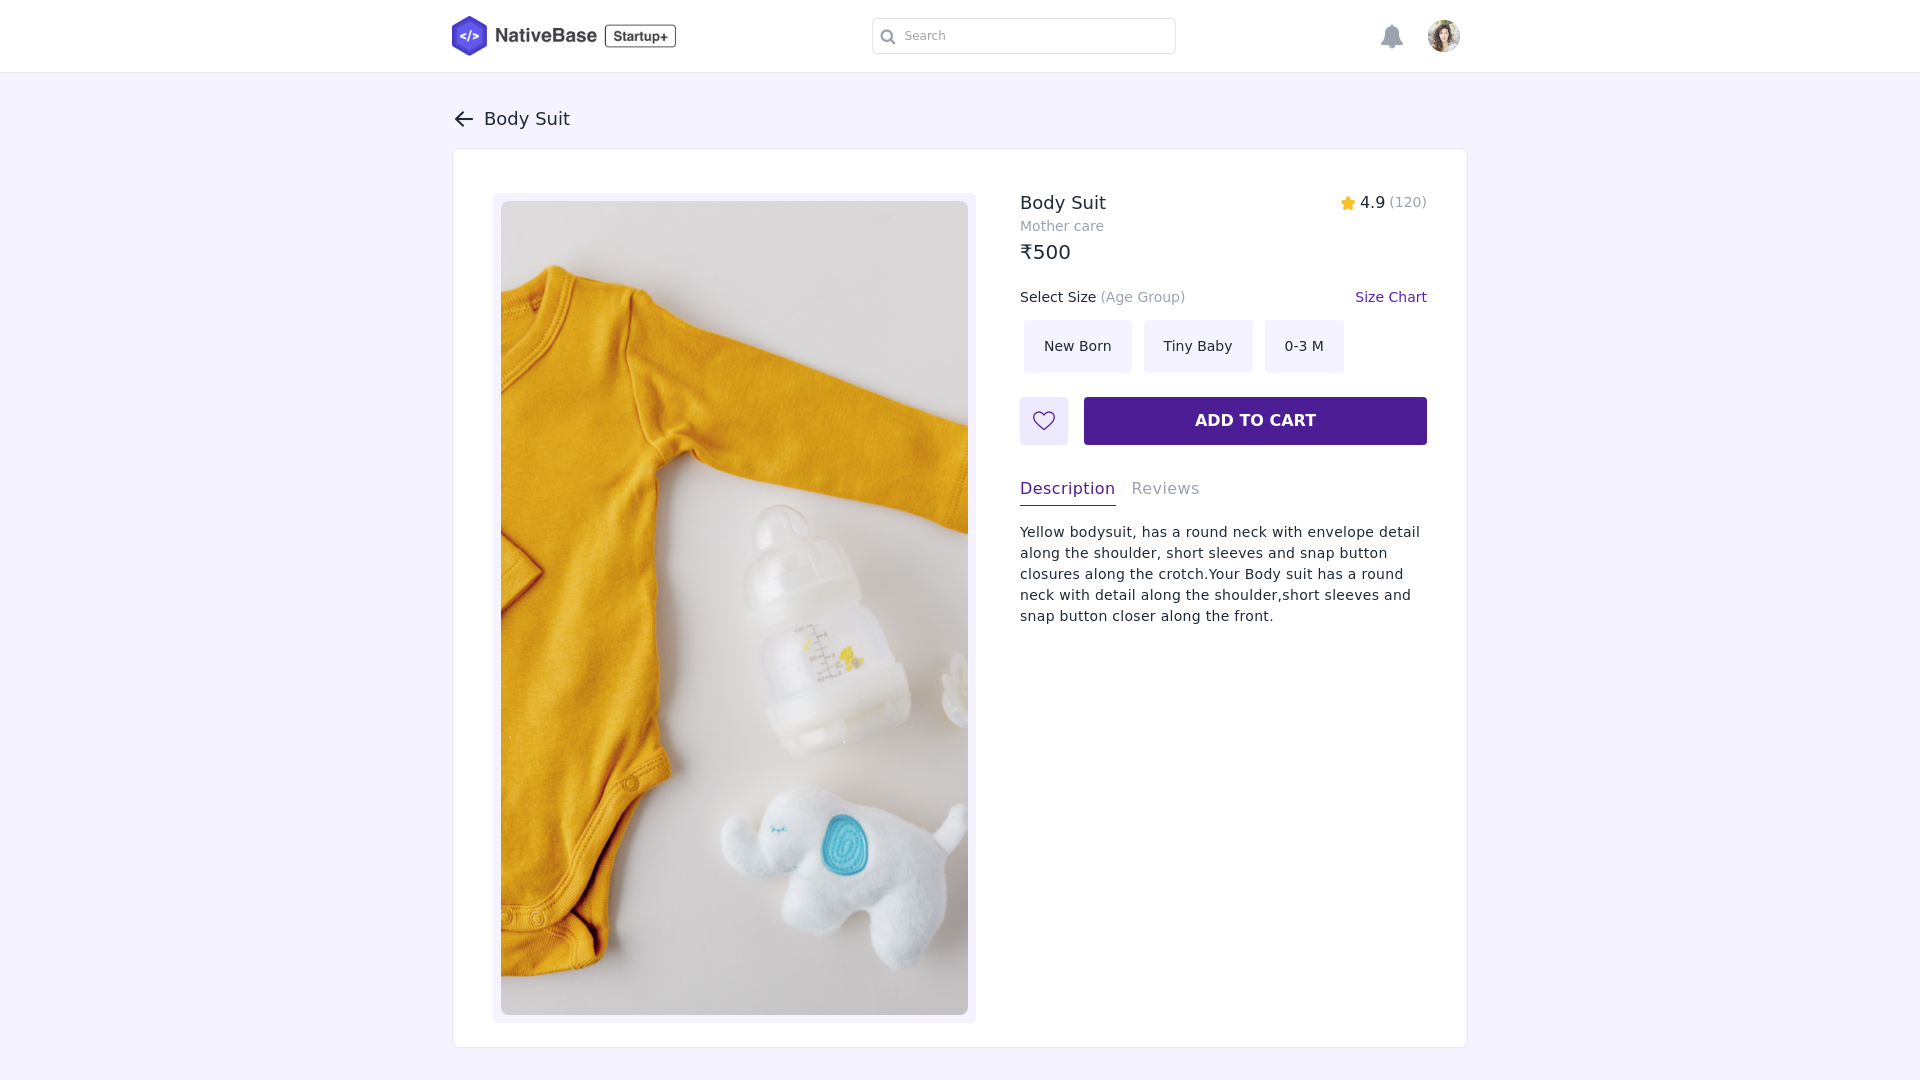 </> NativeBase Startup+
Search
Body Suit
Body Suit
4.9 (120)
Mother care
₹500
Select Size (Age Group)
Size Chart
New Born
Tiny Baby
0-3 M
ADD TO CART
Description
Reviews
Yellow bodysuit, has a round neck with envelope detail
along the shoulder, short sleeves and snap button
closures along the crotch.Your Body suit has a round
neck with detail along the shoulder,short sleeves and
snap button closer along the front.